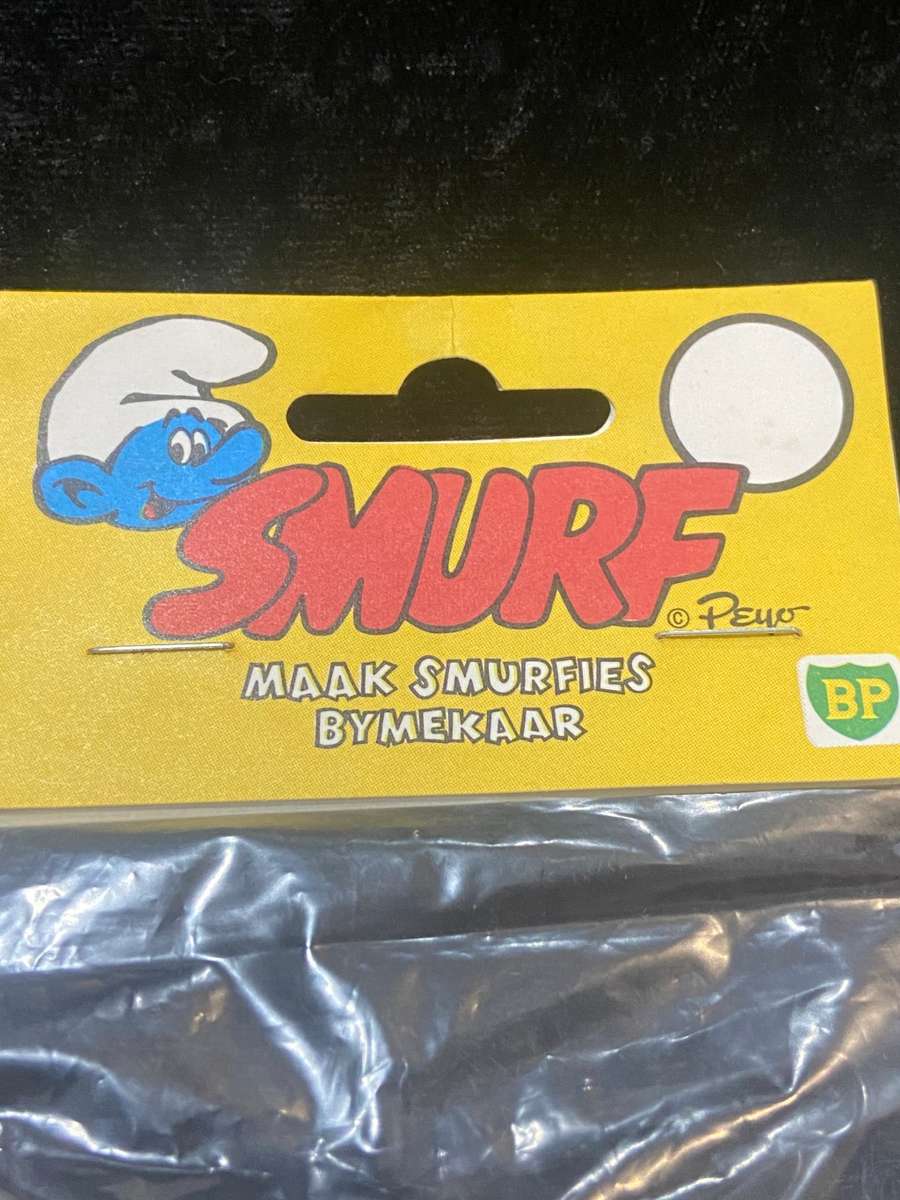 SMURF
© Peyo
MAAK SMURFIES
BYMEKAAR
BP